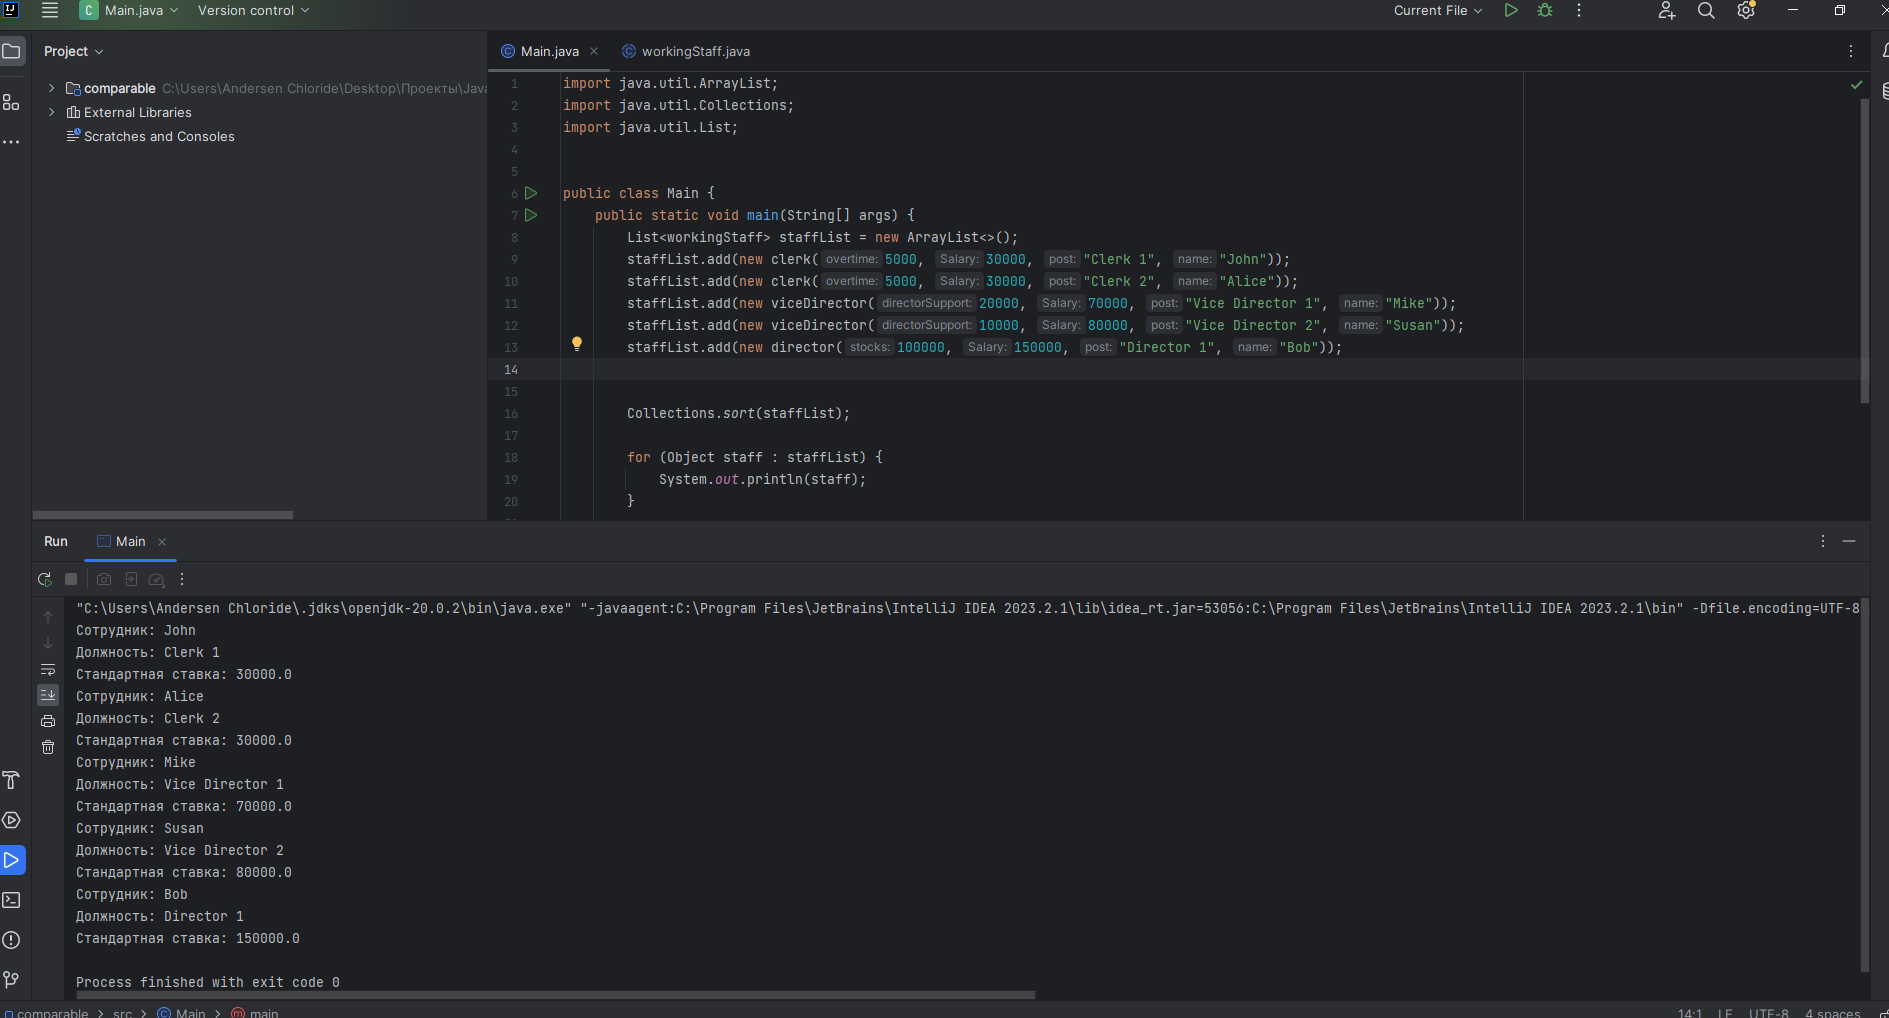 IJ
C Main.java Version control Current File
Project
Main.java workingStaff.java
comparable C:\Users\Andersen Chloride\Desktop\Проекты\Java
External Libraries
Scratches and Consoles
1 import java.util.ArrayList;
2 import java.util.Collections;
3 import java.util.List;
4
5
6 public class Main {
7 public static void main(String[] args) {
8 List<workingStaff> staffList = new ArrayList<>();
9 staffList.add(new clerk( overtime: 5000, Salary: 30000, post: "Clerk 1", name: "John"));
10 staffList.add(new clerk( overtime: 5000, Salary: 30000, post: "Clerk 2", name: "Alice"));
11 staffList.add(new viceDirector( directorSupport: 20000, Salary: 70000, post: "Vice Director 1", name: "Mike"));
12 staffList.add(new viceDirector( directorSupport: 10000, Salary: 80000, post: "Vice Director 2", name: "Susan"));
13 staffList.add(new director( stocks: 100000, Salary: 150000, post: "Director 1", name: "Bob"));
14
15
16 Collections.sort(staffList);
17
18 for (Object staff : staffList) {
19 System.out.println(staff);
20 }
Run Main
"C:\Users\Andersen Chloride\.jdks\openjdk-20.0.2\bin\java.exe" "-javaagent:C:\Program Files\JetBrains\IntelliJ IDEA 2023.2.1\lib\idea_rt.jar=53056:C:\Program Files\JetBrains\IntelliJ IDEA 2023.2.1\bin" -Dfile.encoding=UTF-8
Сотрудник: John
Должность: Clerk 1
Стандартная ставка: 30000.0
Сотрудник: Alice
Должность: Clerk 2
Стандартная ставка: 30000.0
Сотрудник: Mike
Должность: Vice Director 1
Стандартная ставка: 70000.0
Сотрудник: Susan
Должность: Vice Director 2
Стандартная ставка: 80000.0
Сотрудник: Bob
Должность: Director 1
Стандартная ставка: 150000.0
Process finished with exit code 0
comparable src Main main 14:1 LF UTF-8 4 spaces